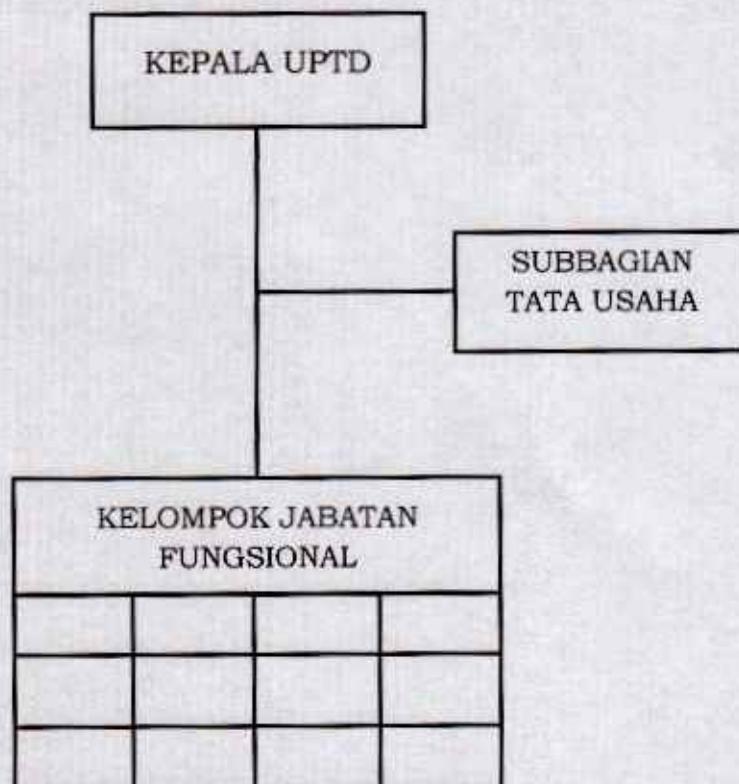 KEPALA UPTD
SUBBAGIAN
TATA USAHA
KELOMPOK JABATAN
FUNGSIONAL